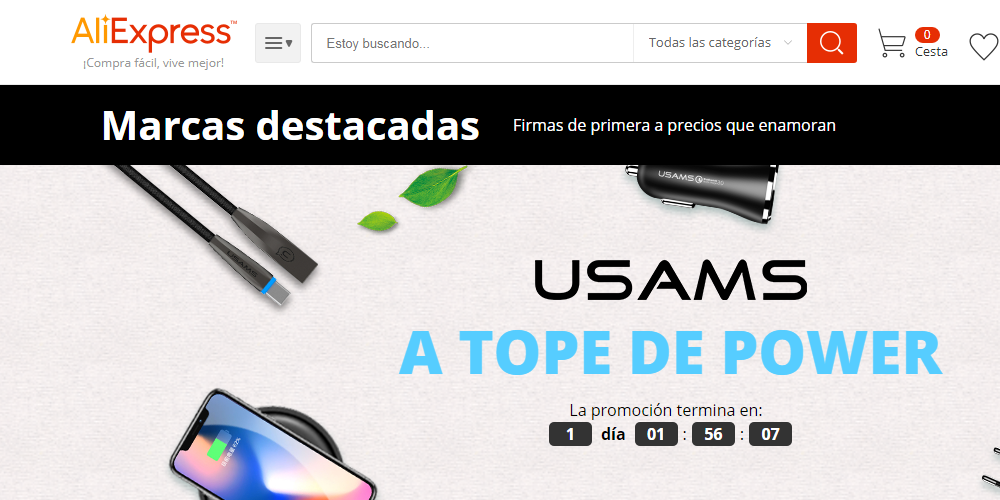 AliExpress™
¡Compra fácil, vive mejor!
Estoy buscando...
Todas las categorías
0
Cesta
Marcas destacadas
Firmas de primera a precios que enamoran
USAMS
USAMS
USAMS
A TOPE DE POWER
La promoción termina en:
1 día 01 : 56 : 07